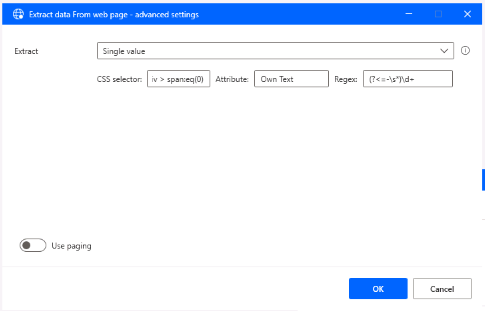 Extract data From web page - advanced settings
Extract Single value
CSS selector: iv > span:eq(0) Attribute: Own Text Regex: (?<=-\s*)\d+
Use paging
OK Cancel